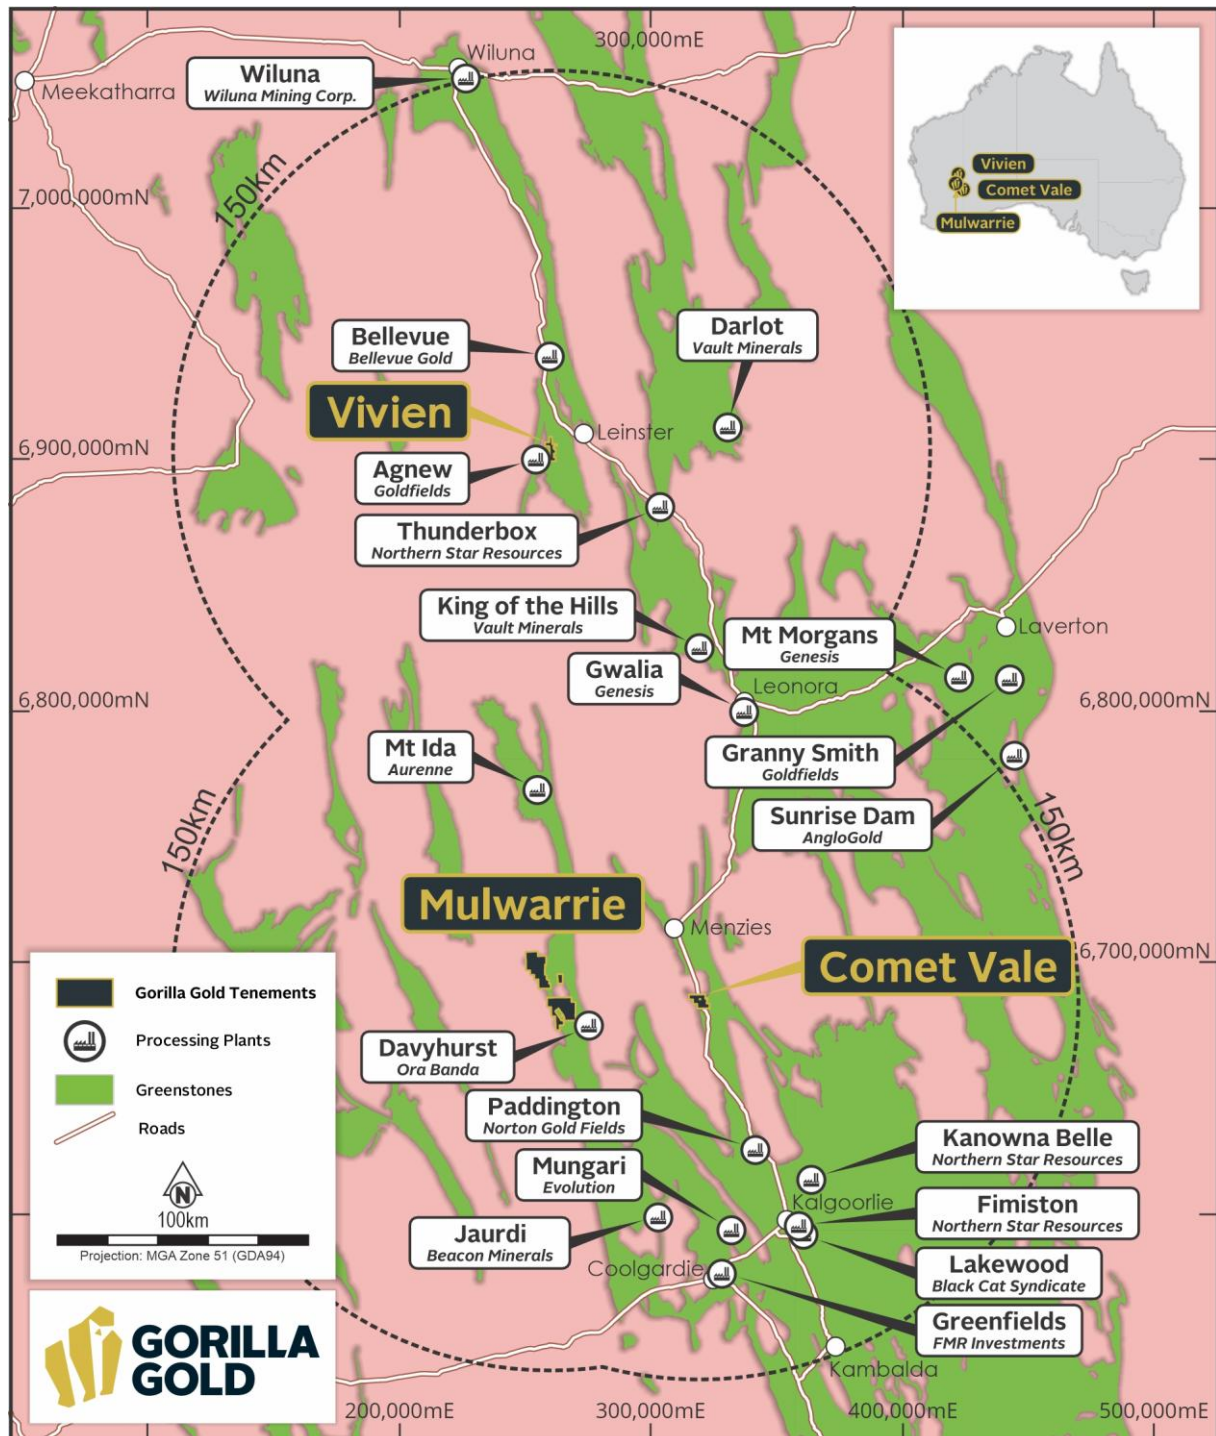 300,000mE
Wiluna
Meekatharra
Wiluna
Wiluna Mining Corp.
150km
7,000,000mN
Vivien
Comet Vale
Mulwarrie
Bellevue
Bellevue Gold
Darlot
Vault Minerals
Vivien
Leinster
6,900,000mN
Agnew
Goldfields
Thunderbox
Northern Star Resources
King of the Hills
Vault Minerals
Mt Morgans
Genesis
Laverton
Gwalia
Genesis
Leonora
6,800,000mN
6,800,000mN
Mt Ida
Aurenne
Granny Smith
Goldfields
Sunrise Dam
AngloGold
150km
150km
Mulwarrie
Menzies
Comet Vale
6,700,000mN
Davyhurst
Ora Banda
Paddington
Norton Gold Fields
Mungari
Evolution
Jaurdi
Beacon Minerals
Kanowna Belle
Northern Star Resources
Kalgoorlie
Fimiston
Northern Star Resources
Lakewood
Black Cat Syndicate
Coolgardie
Greenfields
FMR Investments
Kambalda
Gorilla Gold Tenements
Processing Plants
Greenstones
Roads
N
100km
Projection: MGA Zone 51 (GDA94)
GORILLA
GOLD
200,000mE
300,000mE
400,000mE
500,000mE